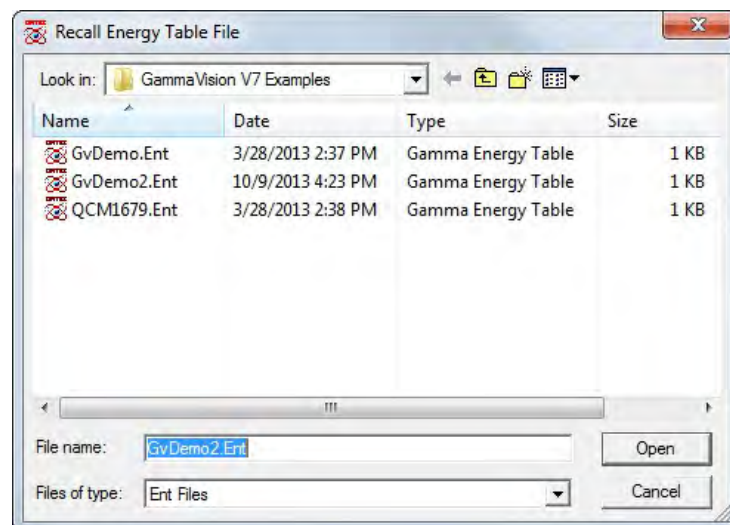 Recall Energy Table File
Look in: GammaVision V7 Examples
Name Date Type Size
GvDemo.Ent 3/28/2013 2:37 PM Gamma Energy Table 1 KB
GvDemo2.Ent 10/9/2013 4:23 PM Gamma Energy Table 1 KB
QCM1679.Ent 3/28/2013 2:38 PM Gamma Energy Table 1 KB
File name: GvDemo2.Ent Open
Files of type: Ent Files Cancel